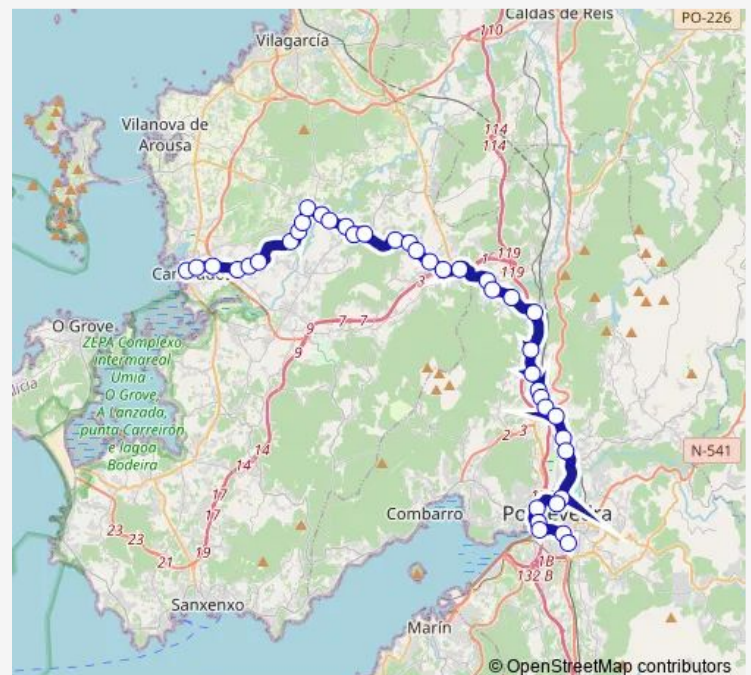 Caldas de Reis
PO-226
Vilagarcía
110
Vilanova de
Arousa
114
114
119
1
119
3
O Grove
ZEPA Complexo
intermareal
Umia -
O Grove,
A Lanzada,
punta Carreirón
e lagoa
Bodeira
7
7
9
9
2
3
14
14
N-541
17
17
Combarro
23
23
21
19
1B
132 B
Sanxenxo
Marín
© OpenStreetMap contributors